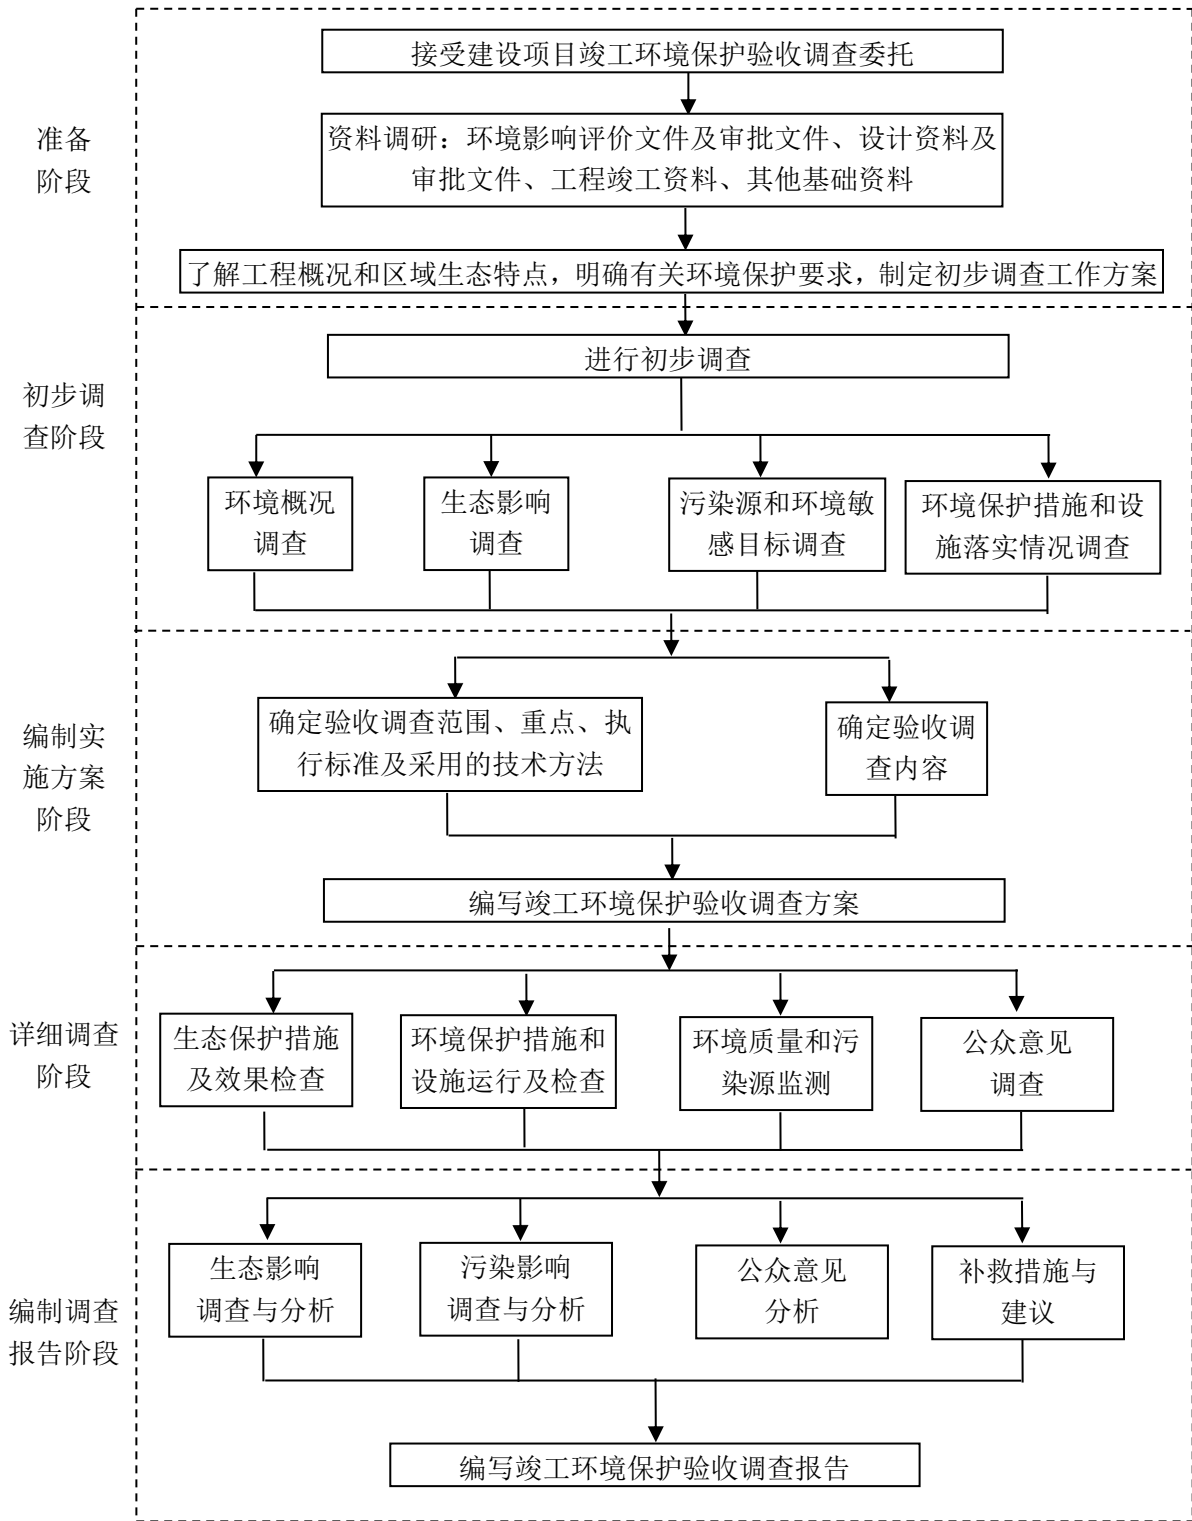 接受建设项目竣工环境保护验收调查委托
准备
阶段
资料调研：环境影响评价文件及审批文件、设计资料及
审批文件、工程竣工资料、其他基础资料
了解工程概况和区域生态特点，明确有关环境保护要求，制定初步调查工作方案
初步调
查阶段
进行初步调查
环境概况
调查
生态影响
调查
污染源和环境敏
感目标调查
环境保护措施和设
施落实情况调查
编制实
施方案
阶段
确定验收调查范围、重点、执
行标准及采用的技术方法
确定验收调
查内容
编写竣工环境保护验收调查方案
详细调查
阶段
生态保护措施
及效果检查
环境保护措施和
设施运行及检查
环境质量和污
染源监测
公众意见
调查
编制调查
报告阶段
生态影响
调查与分析
污染影响
调查与分析
公众意见
分析
补救措施与
建议
编写竣工环境保护验收调查报告